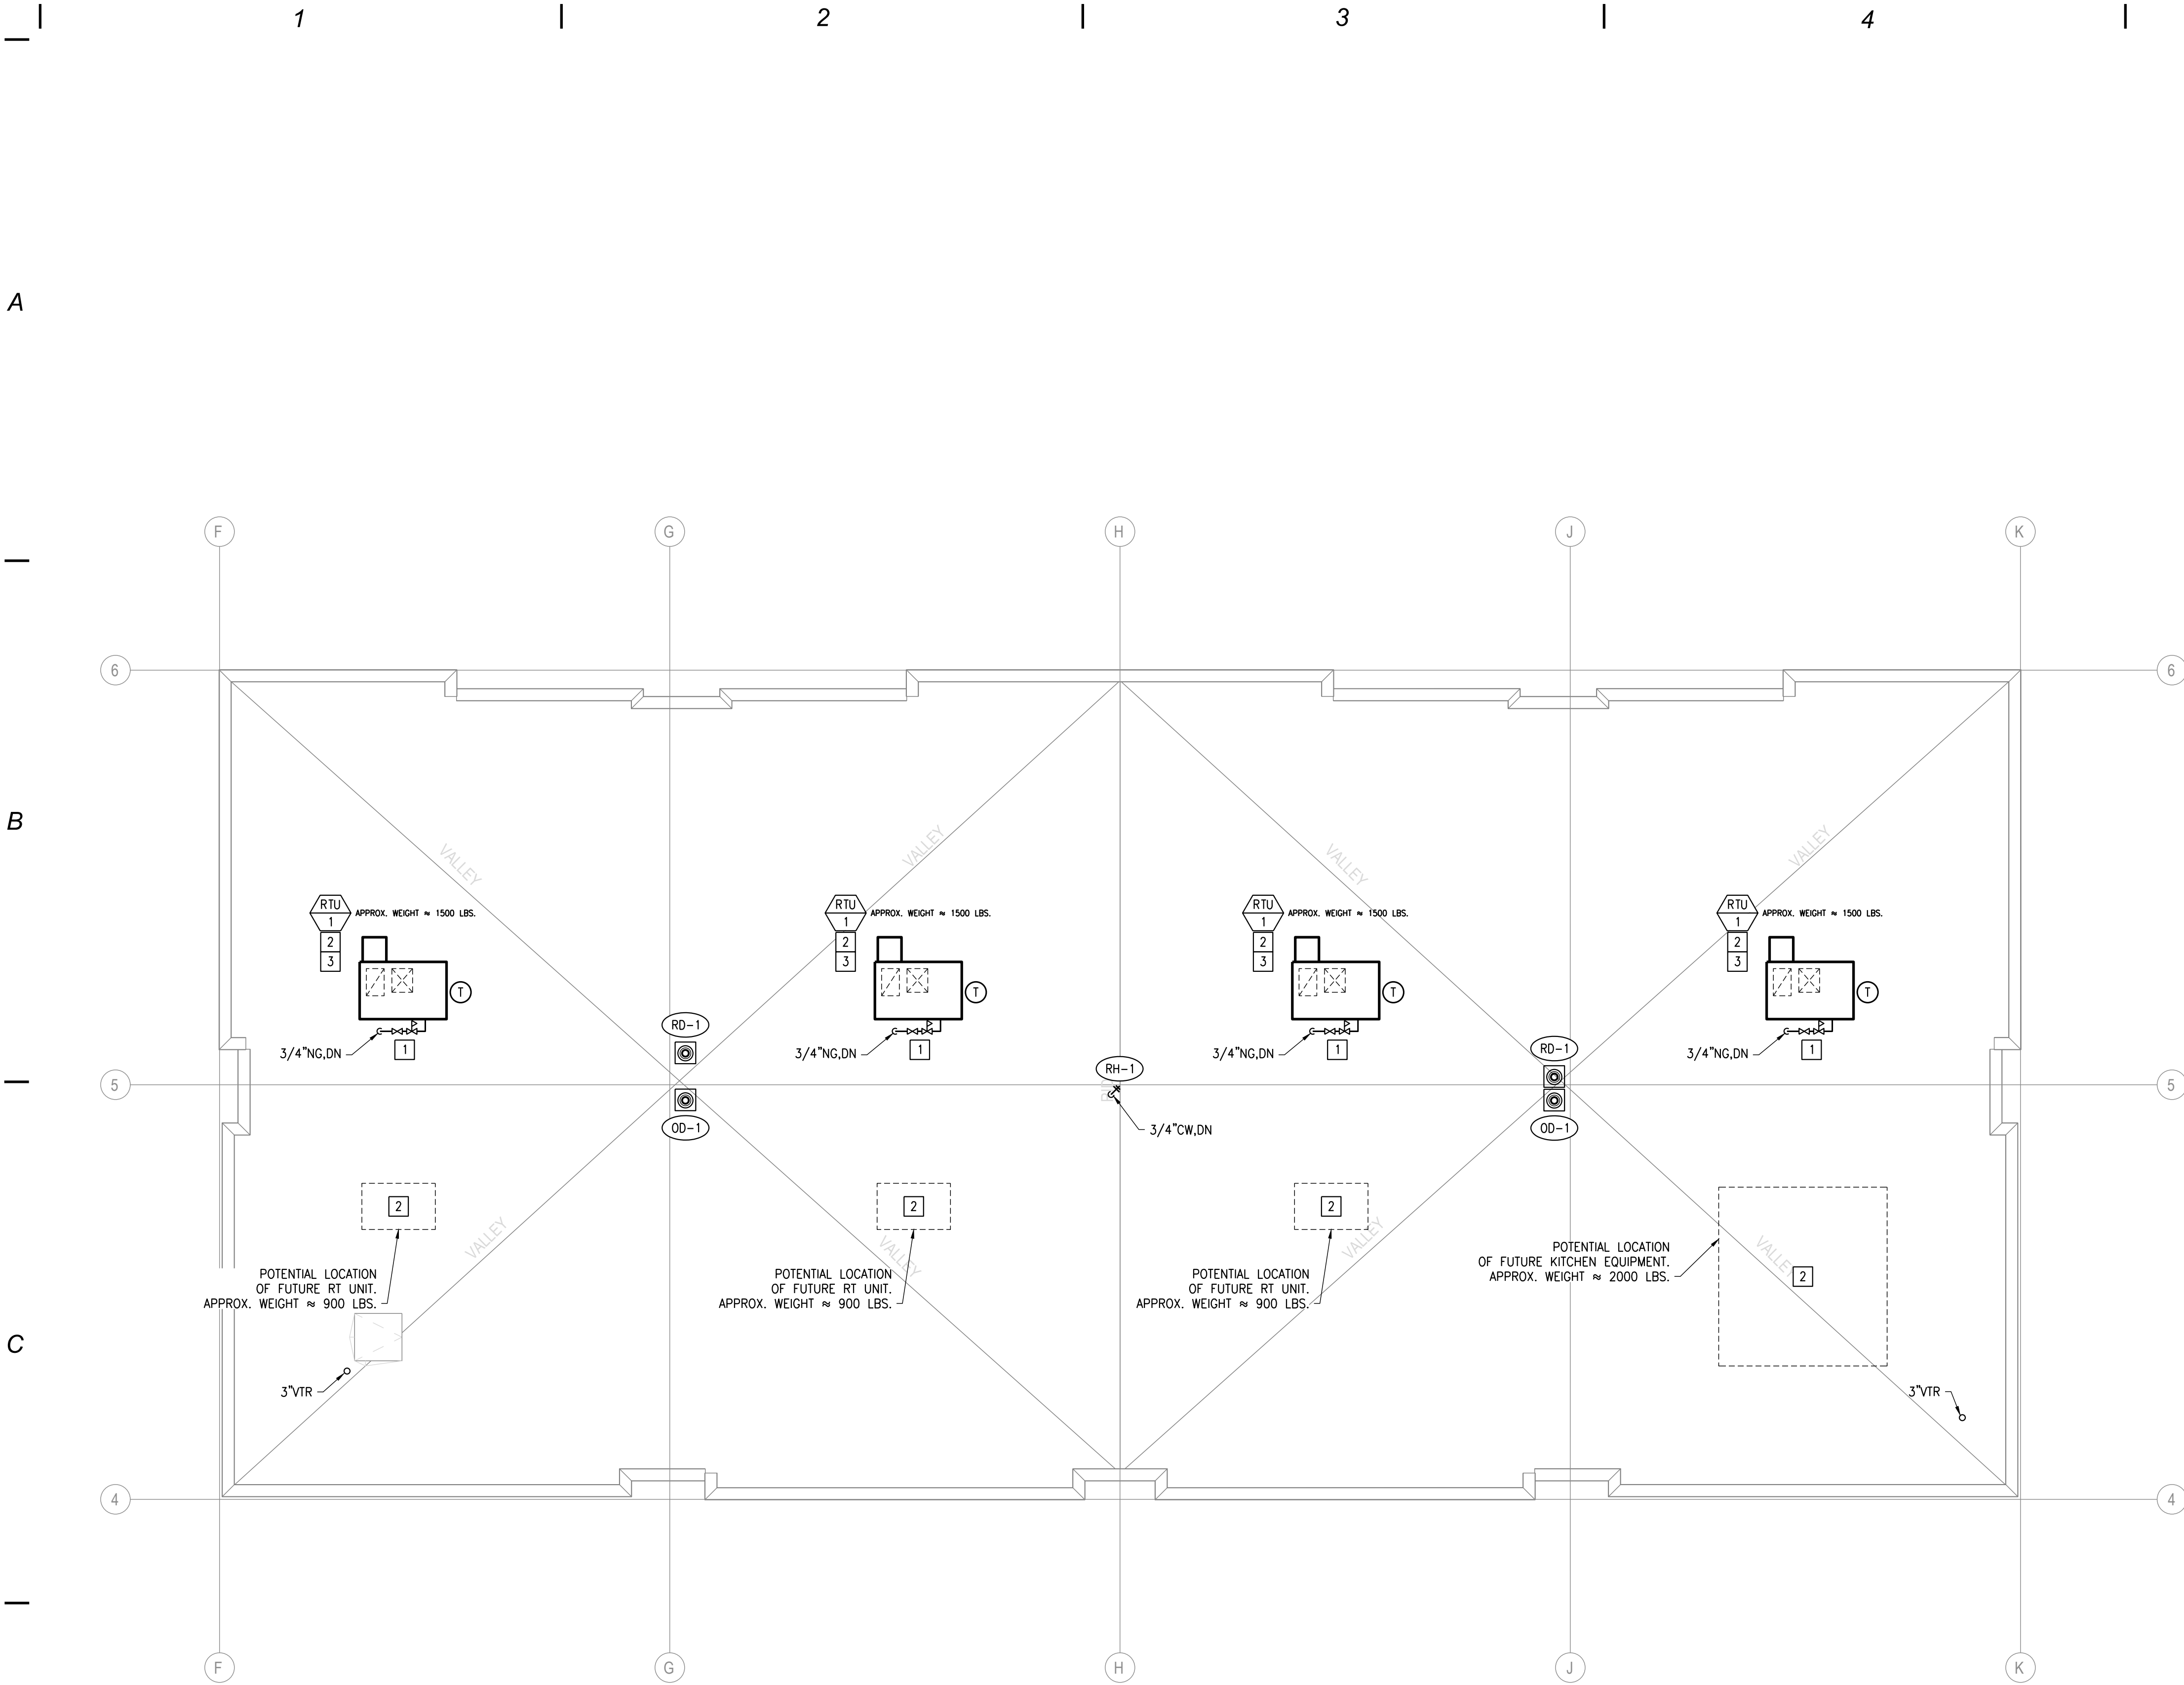 1
2
3
4
A
F
G
H
J
K
6
6
B
VALLEY
VALLEY
VALLEY
VALLEY
RTU
1
APPROX. WEIGHT ≈ 1500 LBS.
2
3
T
3/4"NG,DN
1
RTU
1
APPROX. WEIGHT ≈ 1500 LBS.
2
3
T
3/4"NG,DN
1
RTU
1
APPROX. WEIGHT ≈ 1500 LBS.
2
3
T
3/4"NG,DN
1
RTU
1
APPROX. WEIGHT ≈ 1500 LBS.
2
3
T
3/4"NG,DN
1
RD-1
RD-1
RH-1
5
5
OD-1
OD-1
3/4"CW,DN
2
POTENTIAL LOCATION
OF FUTURE RT UNIT.
APPROX. WEIGHT ≈ 900 LBS.
VALLEY
2
POTENTIAL LOCATION
OF FUTURE RT UNIT.
APPROX. WEIGHT ≈ 900 LBS.
VALLEY
2
POTENTIAL LOCATION
OF FUTURE RT UNIT.
APPROX. WEIGHT ≈ 900 LBS.
VALLEY
POTENTIAL LOCATION
OF FUTURE KITCHEN EQUIPMENT.
APPROX. WEIGHT ≈ 2000 LBS.
VALLEY
2
C
3"VTR
3"VTR
4
4
F
G
H
J
K